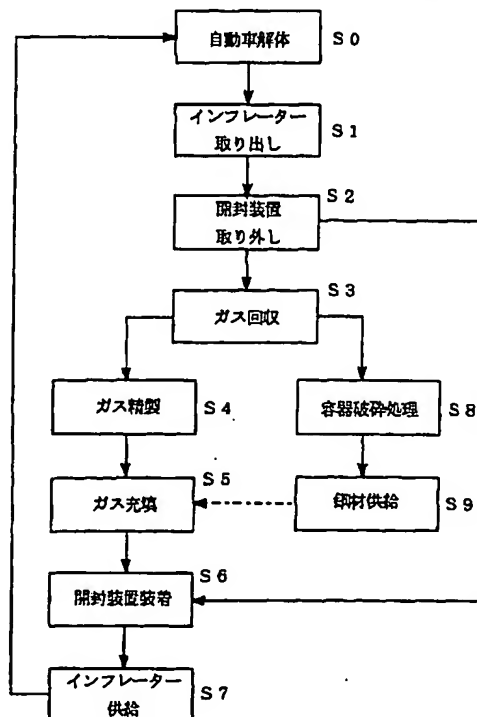 自動車解体
S0
インフレーター
取り出し
S1
開封装置
取り外し
S2
ガス回収
S3
ガス精製
S4
容器破砕処理
S8
ガス充填
S5
材供給
S9
開封装置装着
S6
インフレーター
供給
S7